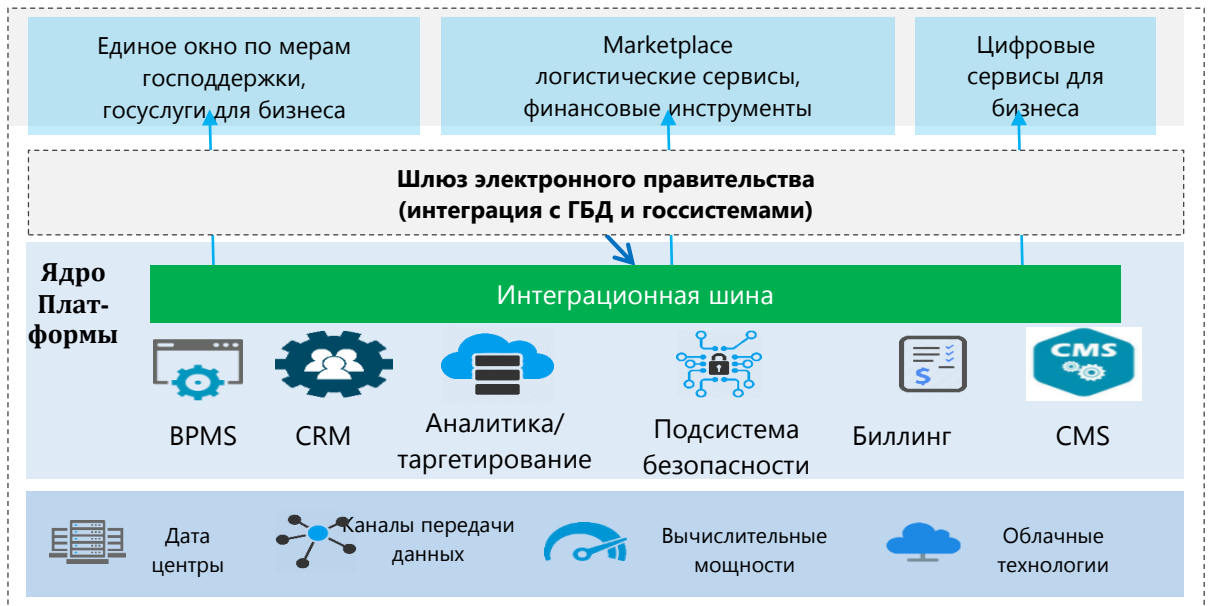 Единое окно по мерам
господдержки,
госуслуги для бизнеса
Marketplace
логистические сервисы,
финансовые инструменты
Цифровые
сервисы для
бизнеса
Шлюз электронного правительства
(интеграция с ГБД и госсистемами)
Ядро
Плат-
формы
Интеграционная шина
CMS
BPMS
CRM
Аналитика/
таргетирование
Подсистема
безопасности
Биллинг
CMS
Дата
центры
Каналы передачи
данных
Вычислительные
мощности
Облачные
технологии